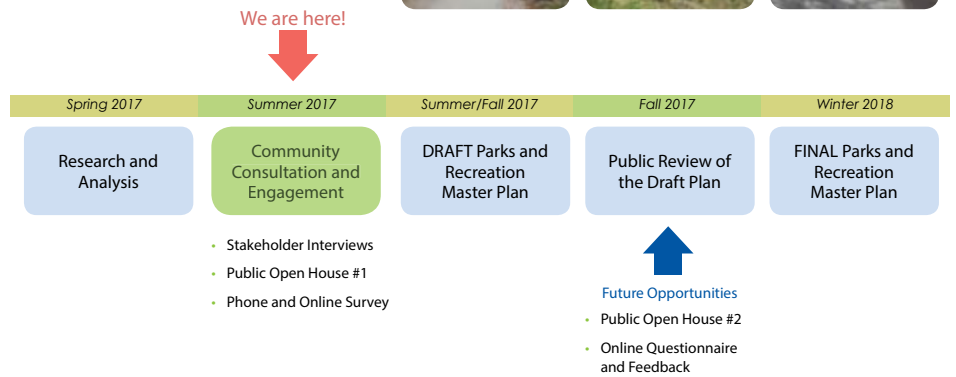 We are here!
Spring 2017
Summer 2017
Summer/Fall 2017
Fall 2017
Winter 2018
Research and
Analysis
Community
Consultation and
Engagement
DRAFT Parks and
Recreation
Master Plan
Public Review of
the Draft Plan
FINAL Parks and
Recreation
Master Plan
• Stakeholder Interviews
• Public Open House #1
• Phone and Online Survey
Future Opportunities
• Public Open House #2
• Online Questionnaire
and Feedback